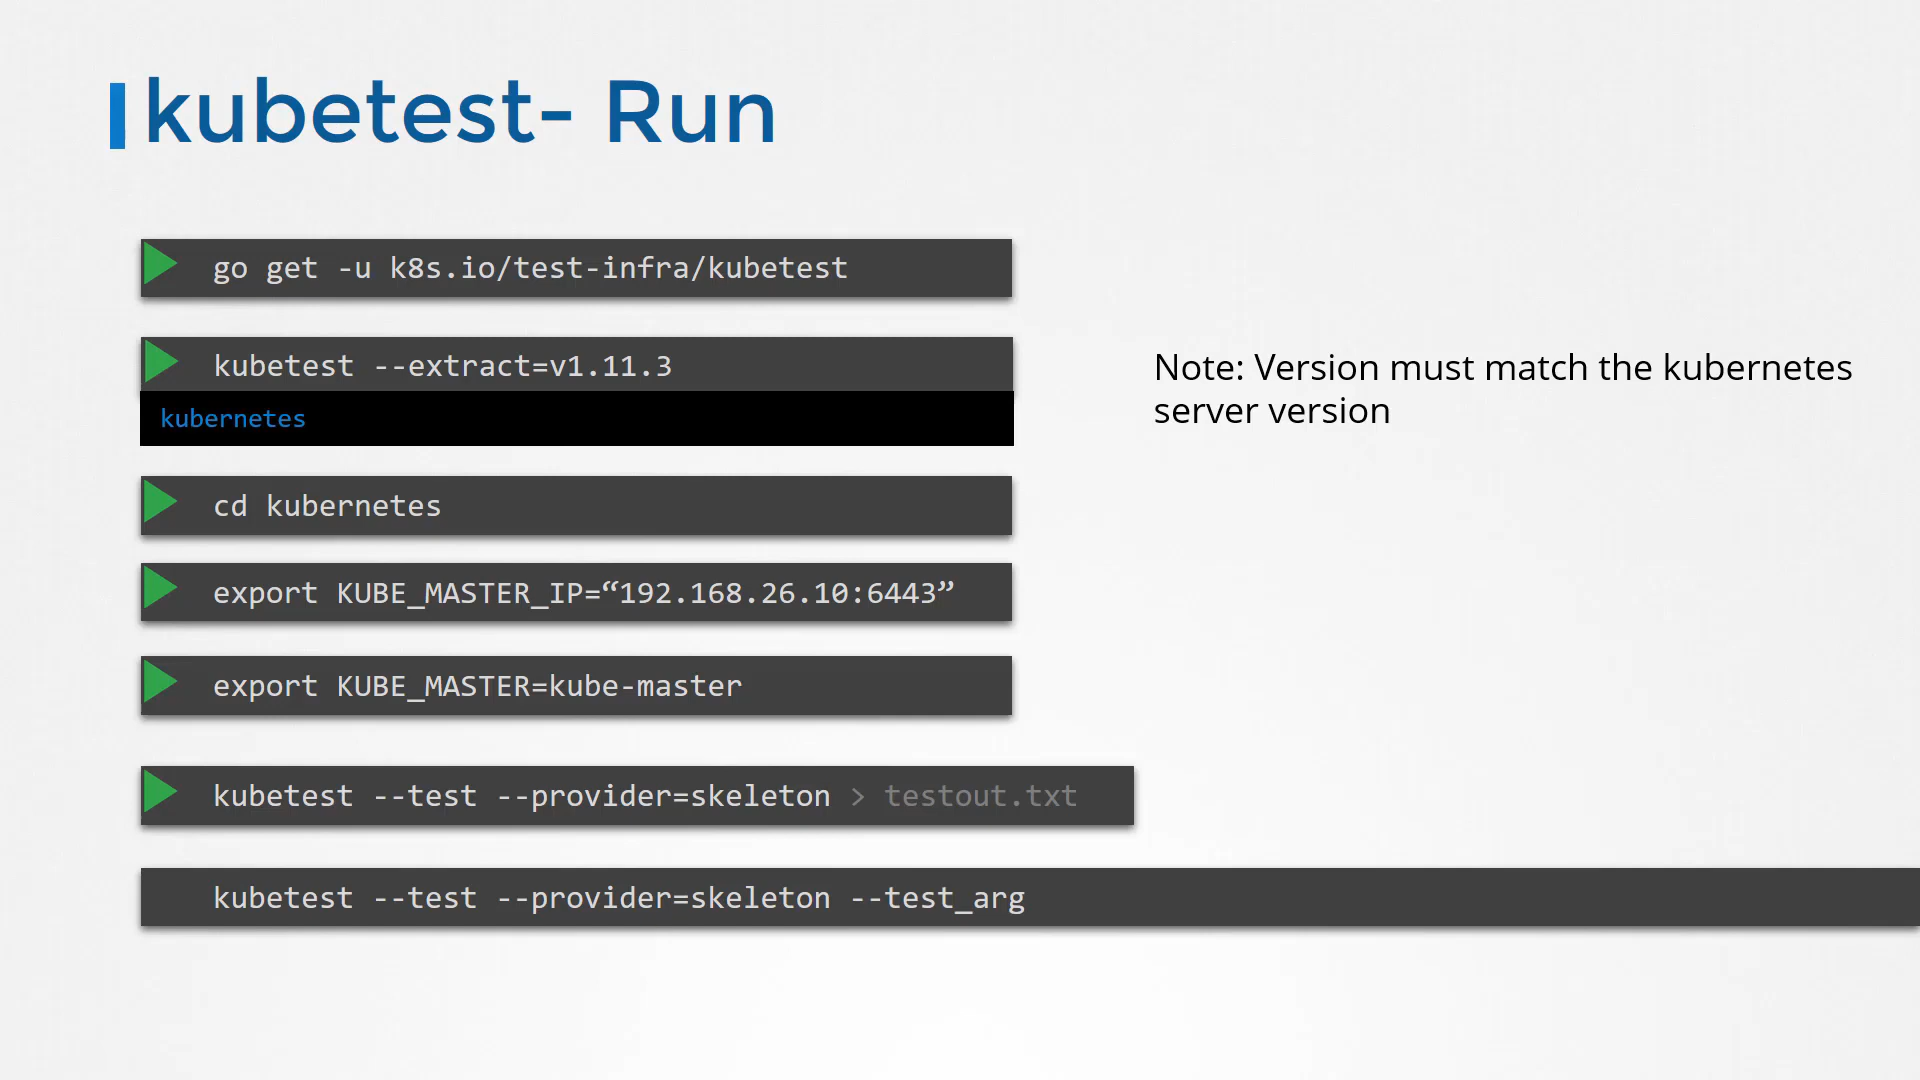 kubetest- Run
go get -u k8s.io/test-infra/kubetest
kubetest --extract=v1.11.3
kubernetes
Note: Version must match the kubernetes
server version
cd kubernetes
export KUBE_MASTER_IP=“192.168.26.10:6443”
export KUBE_MASTER=kube-master
kubetest --test --provider=skeleton > testout.txt
kubetest --test --provider=skeleton --test_arg